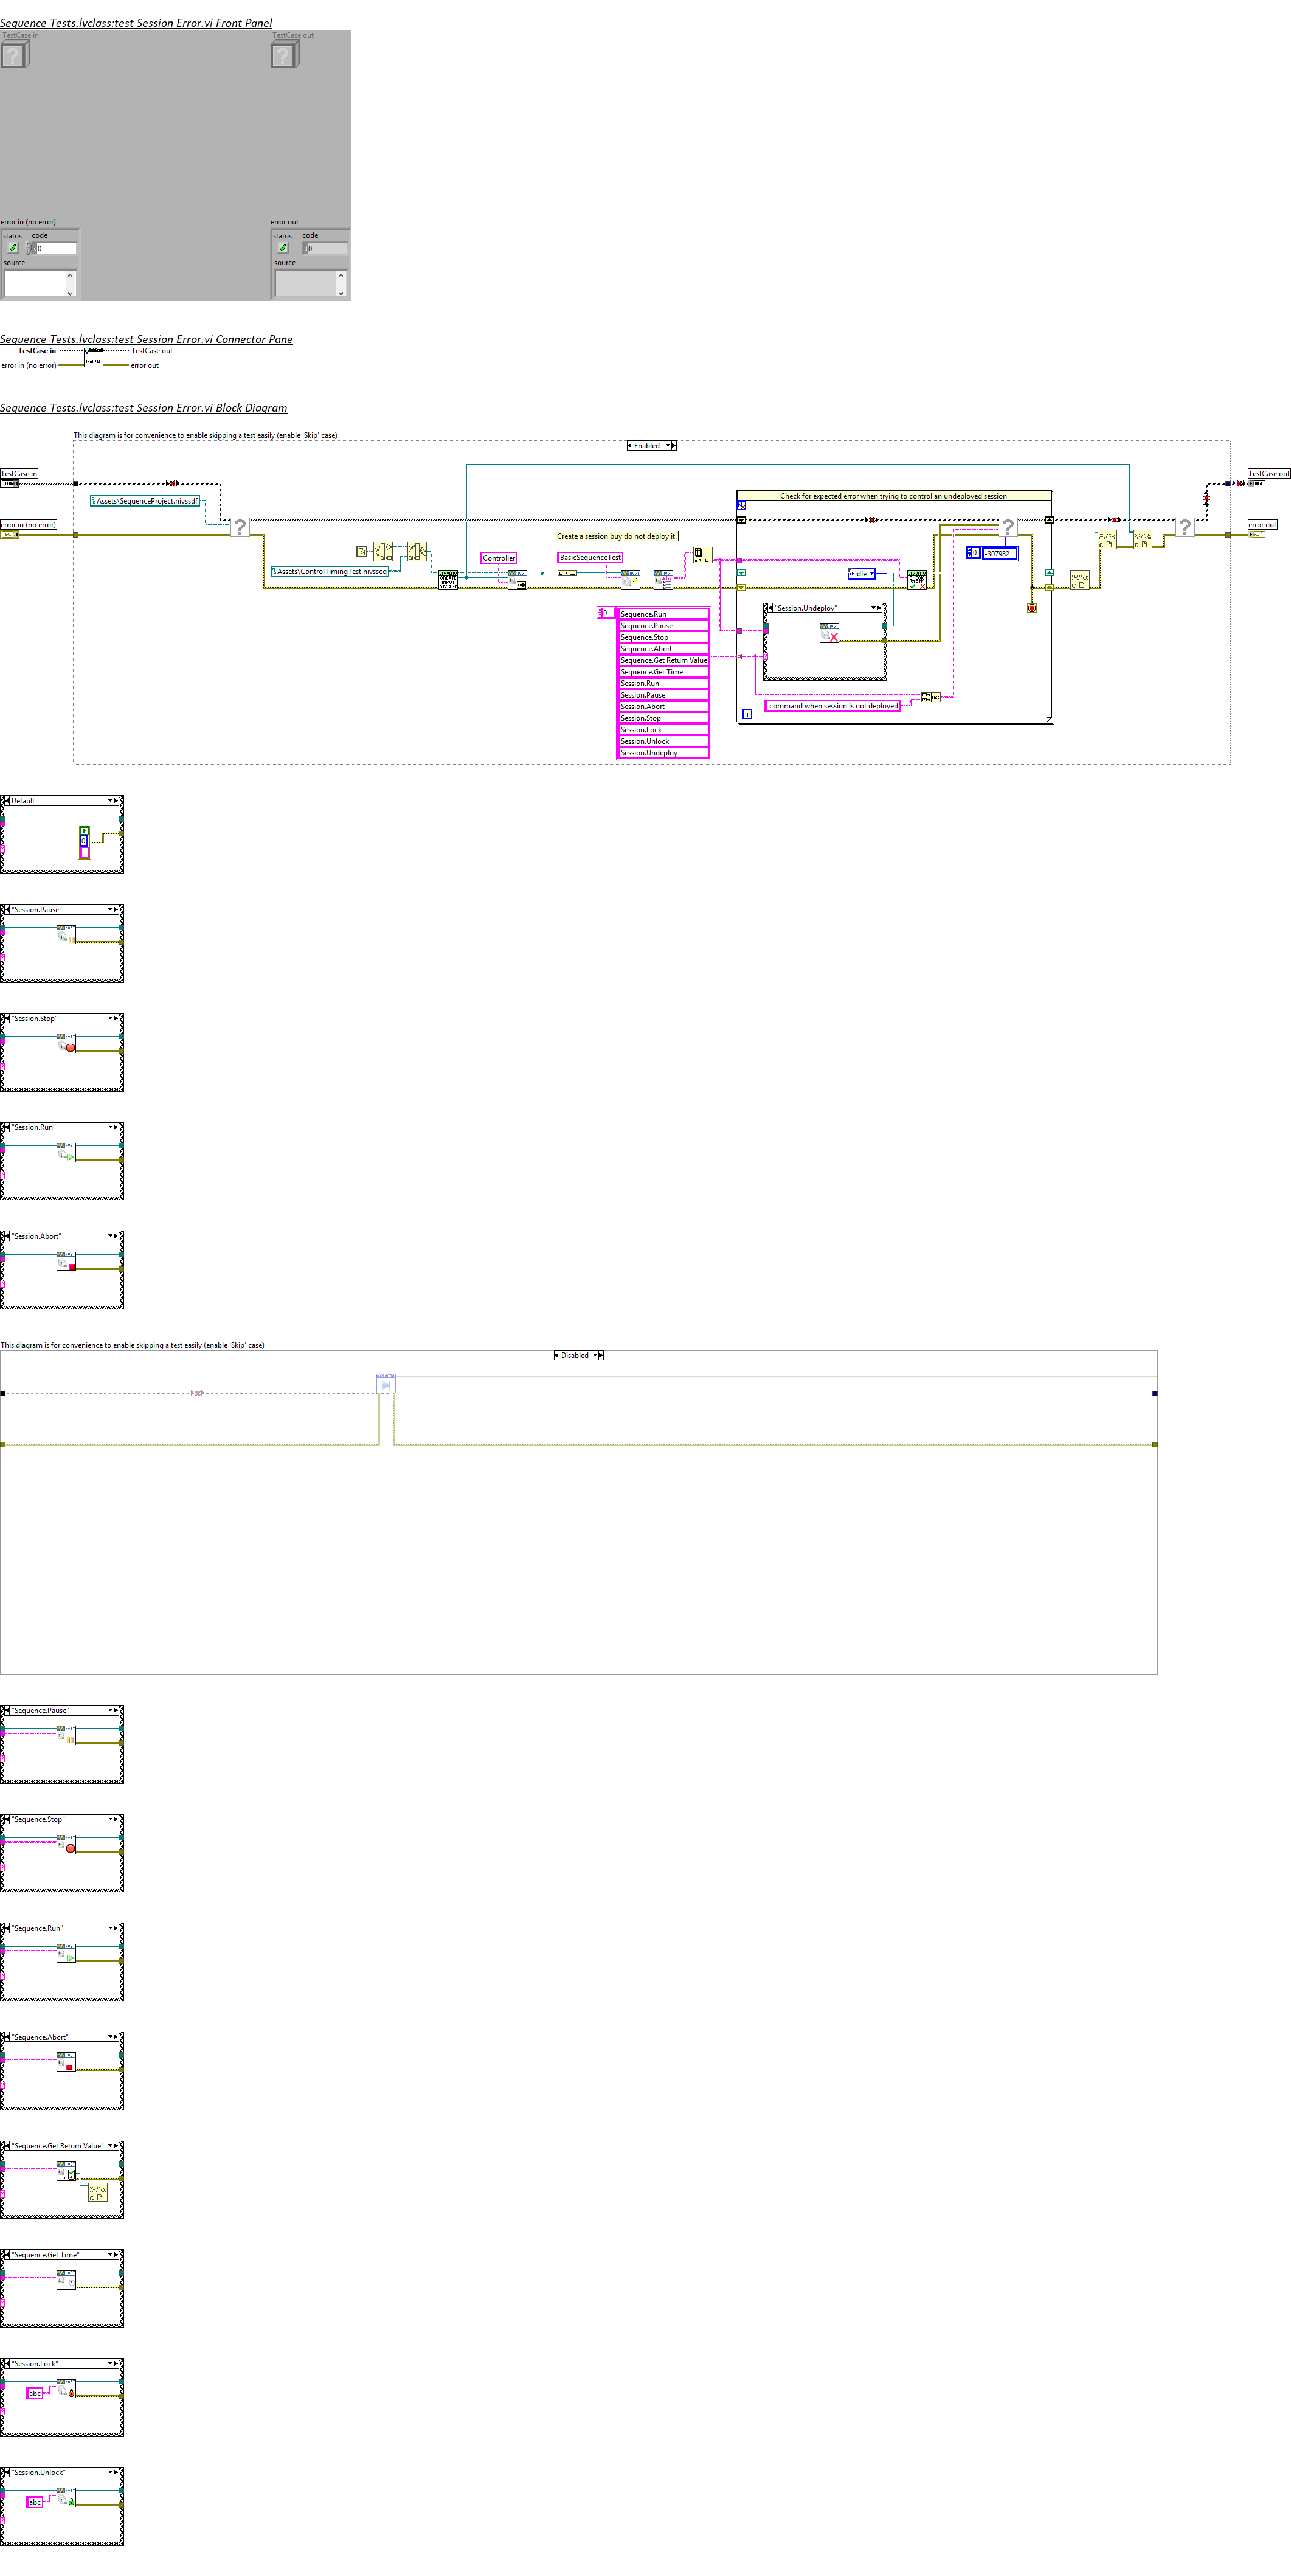 Sequence Tests.lvclass:test Session Error.vi Front Panel
TestCase in
TestCase out
error in (no error)
error out
status
code
0
source
status
code
0
source
Sequence Tests.lvclass:test Session Error.vi Connector Pane
TestCase in
TestCase out
error in (no error)
error out
Sequence Tests.lvclass:test Session Error.vi Block Diagram
This diagram is for convenience to enable skipping a test easily (enable 'Skip' case)
Enabled
TestCase in
TestCase out
Assets\SequenceProject.nivssdf
Check for expected error when trying to control an undeployed session
error in (no error)
error out
Create a session buy do not deploy it.
Controller
BasicSequenceTest
0
-307982
Assets\ControlTimingTest.nivsseq
CREATE
INPUT
Idle
CHECK
STATE
"Session.Undeploy"
0
Sequence.Run
Sequence.Pause
Sequence.Stop
Sequence.Abort
Sequence.Get Return Value
Sequence.Get Time
Session.Run
Session.Pause
Session.Abort
Session.Stop
Session.Lock
Session.Unlock
Session.Undeploy
command when session is not deployed
i
Default
F
0
"Session.Pause"
"Session.Stop"
"Session.Run"
"Session.Abort"
This diagram is for convenience to enable skipping a test easily (enable 'Skip' case)
Disabled
"Sequence.Pause"
"Sequence.Stop"
"Sequence.Run"
"Sequence.Abort"
"Sequence.Get Return Value"
"Sequence.Get Time"
"Session.Lock"
abc
"Session.Unlock"
abc